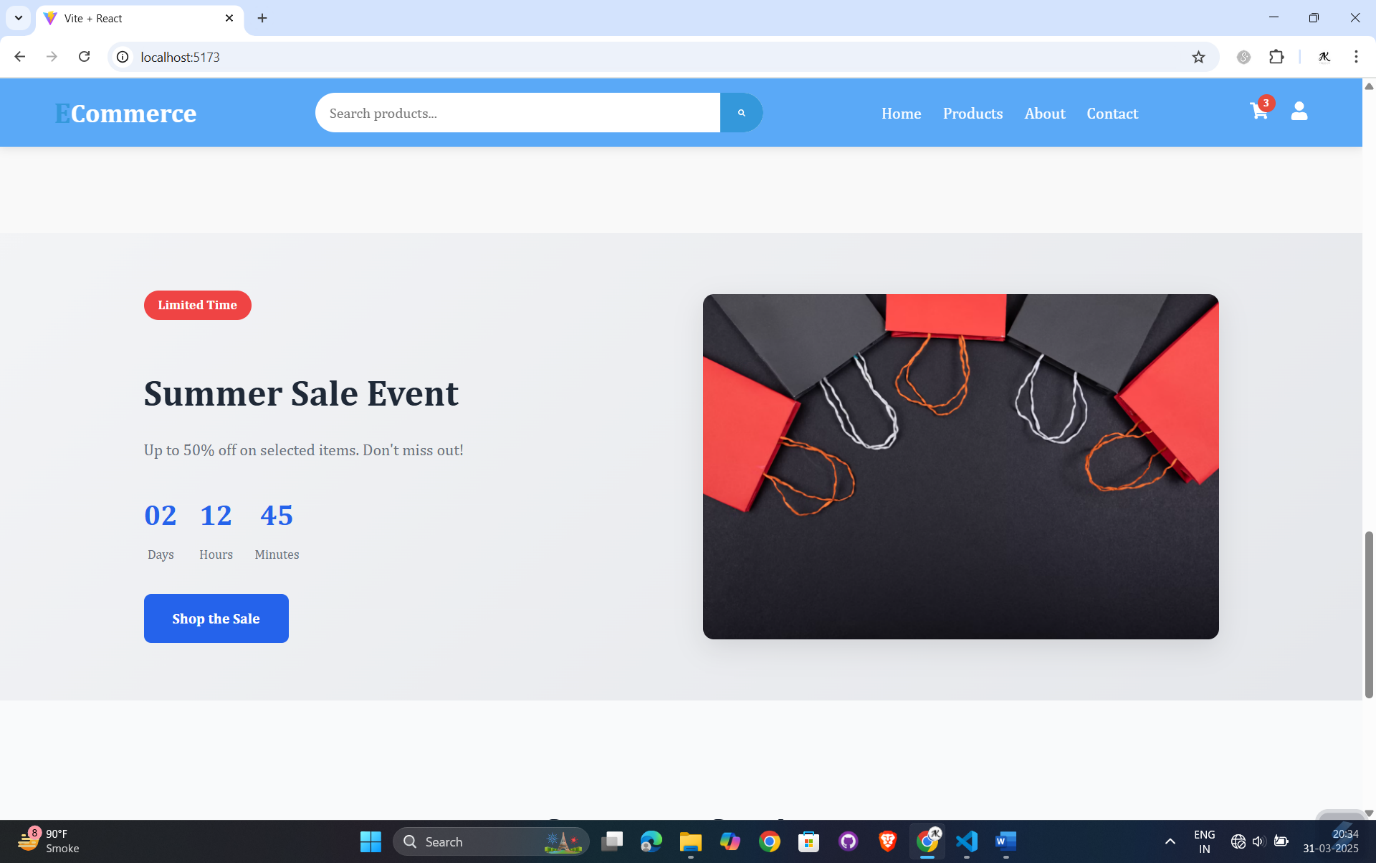 Vite + React
localhost:5173
ECommerce
Search products...
Home
Products
About
Contact
3
Limited Time
Summer Sale Event
Up to 50% off on selected items. Don't miss out!
02 12 45
Days Hours Minutes
Shop the Sale
8
90°F
Smoke
Search
ENG
IN
20:34
31-03-2025